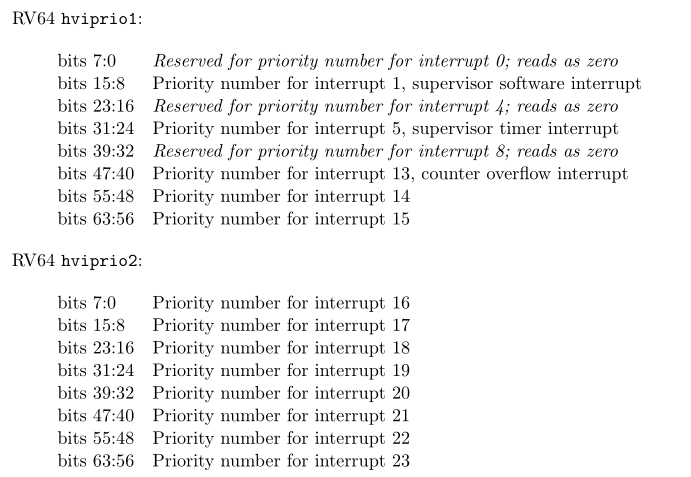 RV64 hviprio1:
bits 7:0 Reserved for priority number for interrupt 0; reads as zero
bits 15:8 Priority number for interrupt 1, supervisor software interrupt
bits 23:16 Reserved for priority number for interrupt 4; reads as zero
bits 31:24 Priority number for interrupt 5, supervisor timer interrupt
bits 39:32 Reserved for priority number for interrupt 8; reads as zero
bits 47:40 Priority number for interrupt 13, counter overflow interrupt
bits 55:48 Priority number for interrupt 14
bits 63:56 Priority number for interrupt 15
RV64 hviprio2:
bits 7:0 Priority number for interrupt 16
bits 15:8 Priority number for interrupt 17
bits 23:16 Priority number for interrupt 18
bits 31:24 Priority number for interrupt 19
bits 39:32 Priority number for interrupt 20
bits 47:40 Priority number for interrupt 21
bits 55:48 Priority number for interrupt 22
bits 63:56 Priority number for interrupt 23